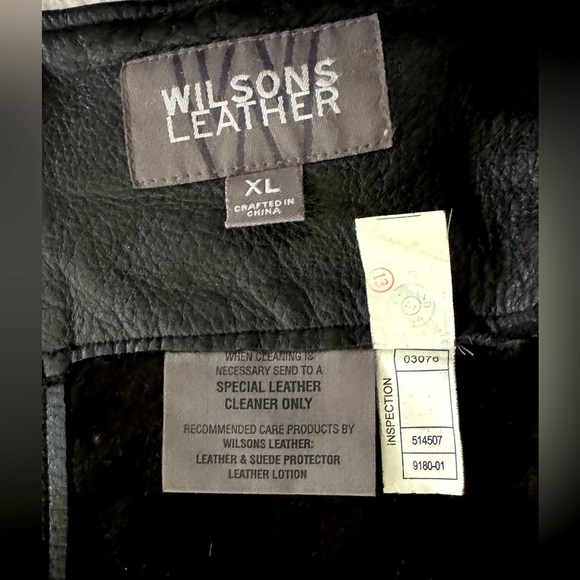 WILSONS
LEATHER
XL
CRAFTED IN
CHINA
13
WHEN CLEANING IS
NECESSARY SEND TO A
SPECIAL LEATHER
CLEANER ONLY
RECOMMENDED CARE PRODUCTS BY
WILSONS LEATHER:
LEATHER & SUEDE PROTECTOR
LEATHER LOTION
INSPECTION
03076
514507
9180-01